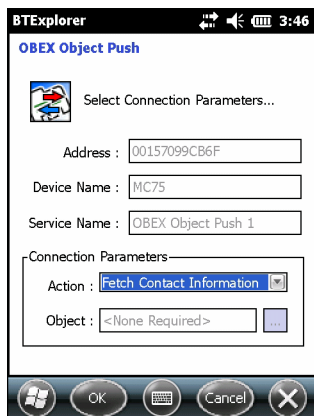 BTExplorer 3:46
OBEX Object Push
Select Connection Parameters...
Address : 00157099CB6F
Device Name : MC75
Service Name : OBEX Object Push 1
Connection Parameters
Action : Fetch Contact Information
Object : <None Required> ...
OK Cancel